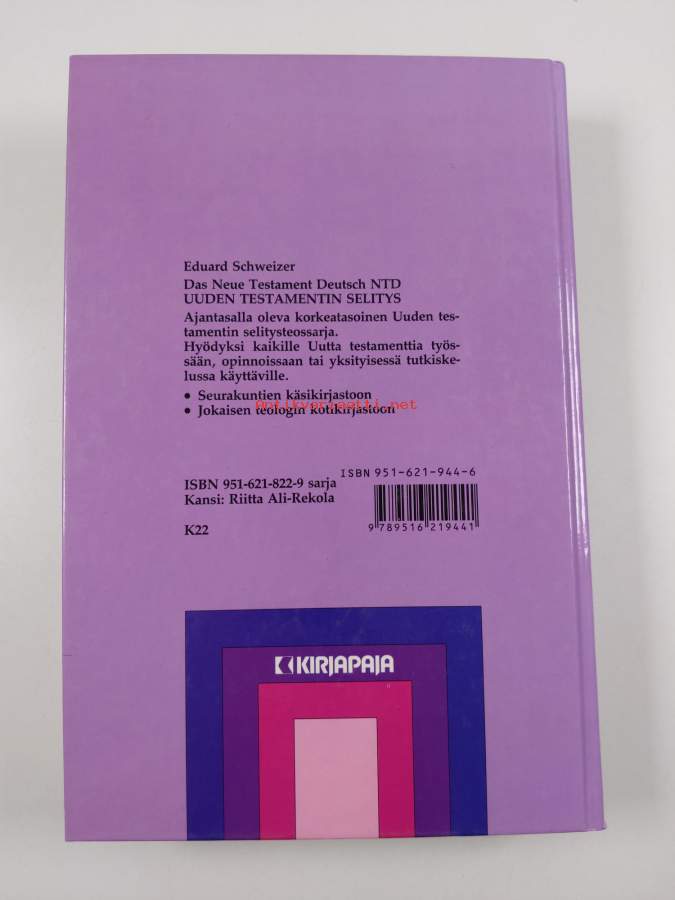 Eduard Schweizer
Das Neue Testament Deutsch NTD
UUDEN TESTAMENTIN SELITYS
Ajantasalla oleva korkeatasoinen Uuden tes-
tamentin selitysteossarja.
Hyödyksi kaikille Uutta testamenttia työs-
sään, opinnoissaan tai yksityisessä tutkiske-
lussa käyttäville.
• Seurakuntien käsikirjastoon
Antikvariaatti.net
• Jokaisen teologin kotikirjastoon
ISBN 951-621-944-6
ISBN 951-621-822-9 sarja
Kansi: Riitta Ali-Rekola
9 789516 219441
K22
KIRJAPAJA